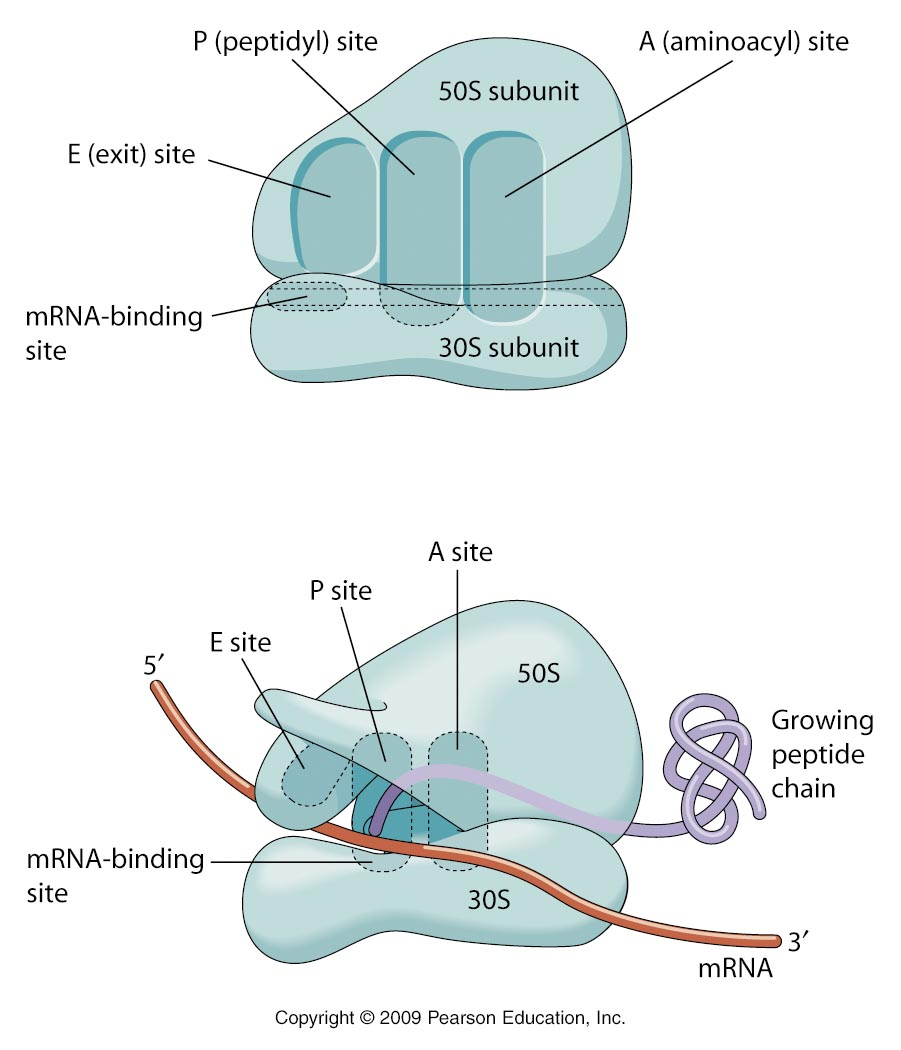 P (peptidyl) site
A (aminoacyl) site
50S subunit
E (exit) site
mRNA-binding
site
30S subunit
A site
P site
E site
5′
50S
Growing
peptide
chain
mRNA-binding
site
30S
3′
mRNA
Copyright © 2009 Pearson Education, Inc.